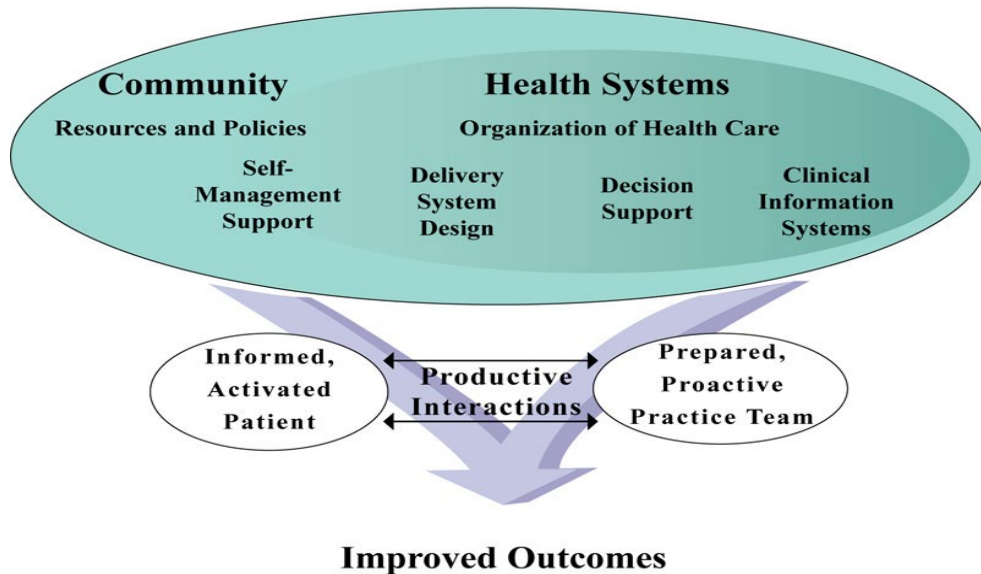 Community
Resources and Policies
Health Systems
Organization of Health Care
Self-
Management
Support
Delivery
System
Design
Decision
Support
Clinical
Information
Systems
Informed,
Activated
Patient
Productive
Interactions
Prepared,
Proactive
Practice Team
Improved Outcomes